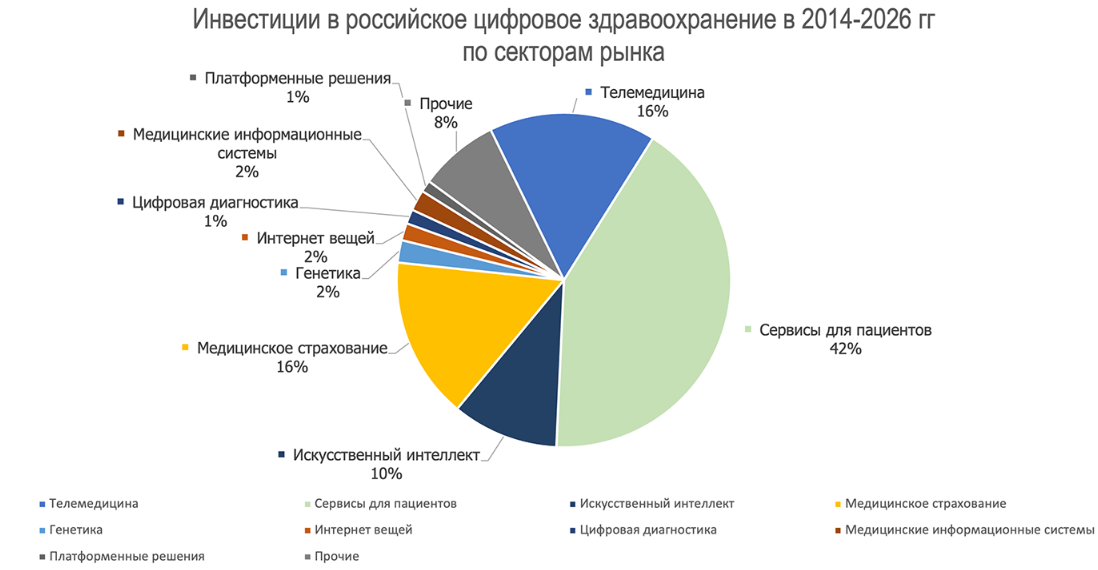 Инвестиции в российское цифровое здравоохранение в 2014-2026 гг
по секторам рынка
Платформенные решения
1%
Прочие
8%
Телемедицина
16%
Медицинские информационные
системы
2%
Цифровая диагностика
1%
Интернет вещей
2%
Генетика
2%
Сервисы для пациентов
42%
Медицинское страхование
16%
Искусственный интеллект
10%
Телемедицина
Сервисы для пациентов
Искусственный интеллект
Медицинское страхование
Генетика
Интернет вещей
Цифровая диагностика
Медицинские информационные системы
Платформенные решения
Прочие